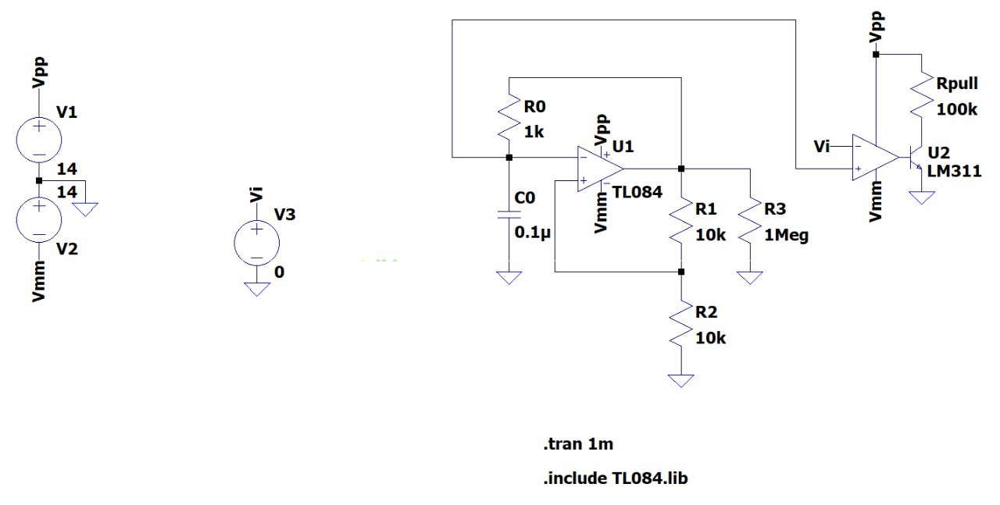 Vpp
V1
14
14
V2
Vmm
Vi
V3
0
R0
1k
C0
0.1µ
Vpp
U1
TL084
Vmm
R1
10k
R3
1Meg
R2
10k
Vpp
Rpull
100k
Vi
U2
LM311
Vmm
.tran 1m
.include TL084.lib